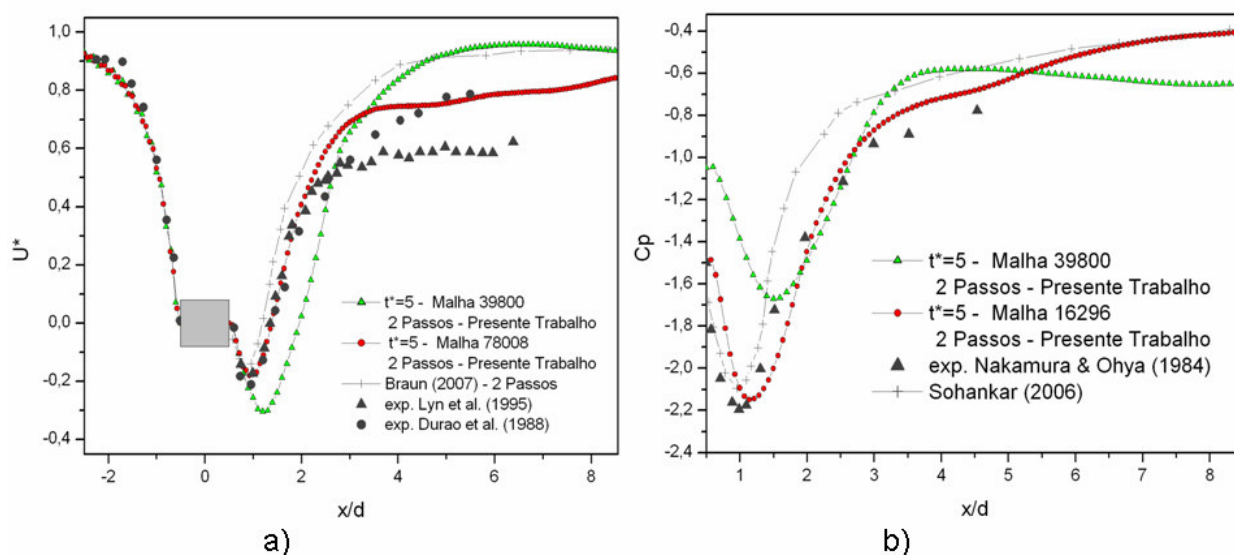 1,0
0,8
0,6
0,4
0,2
0,0
-0,2
-0,4
U*
-2
0
2
4
6
8
x/d
t*=5 - Malha 39800
2 Passos - Presente Trabalho
t*=5 - Malha 78008
2 Passos - Presente Trabalho
Braun (2007) - 2 Passos
exp. Lyn et al. (1995)
exp. Durao et al. (1988)
a)
-0,4
-0,6
-0,8
-1,0
-1,2
-1,4
-1,6
-1,8
-2,0
-2,2
-2,4
Cp
1
2
3
4
5
6
7
8
x/d
t*=5 - Malha 39800
2 Passos - Presente Trabalho
t*=5 - Malha 16296
2 Passos - Presente Trabalho
exp. Nakamura & Ohya (1984)
Sohankar (2006)
b)